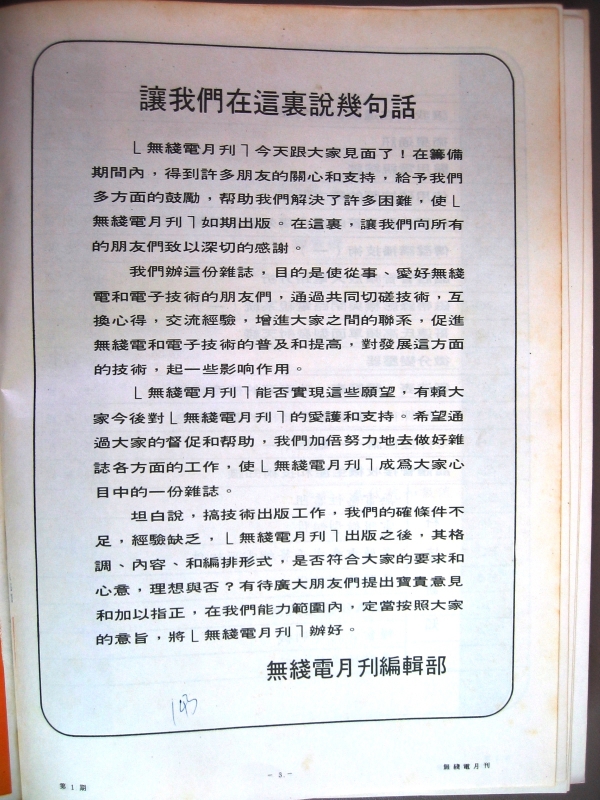 讓我們在這裏說幾句話
└無綫電月刊┐今天跟大家見面了！在籌備
期間內，得到許多朋友的關心和支持，給予我們
多方面的鼓勵，帮助我們解決了許多困難，使└
無綫電月刊┐如期出版。在這裏，讓我們向所有
的朋友們致以深切的感謝。
我們辦這份雜誌，目的是使從事、愛好無綫
電和電子技術的朋友們，通過共同切磋技術，互
換心得，交流經驗，增進大家之間的聯系，促進
無綫電和電子技術的普及和提高，對發展這方面
的技術，起一些影响作用。
└無綫電月刊┐能否實現這些願望，有賴大
家今後對└無綫電月刊┐的愛護和支持。希望通
過大家的督促和帮助，我們加倍努力地去做好雜
誌各方面的工作，使└無綫電月刊┐成爲大家心
目中的一份雜誌。
坦白說，搞技術出版工作，我們的確條件不
足，經驗缺乏，└無綫電月刊┐出版之後，其格
調、內容、和編排形式，是否符合大家的要求和
心意，理想與否？有待廣大朋友們提出寶貴意見
和加以指正，在我們能力範圍內，定當按照大家
的意旨，將└無綫電月刊┐辦好。
無綫電月刊編輯部
193
無綫電月刊
－3.－
第1期